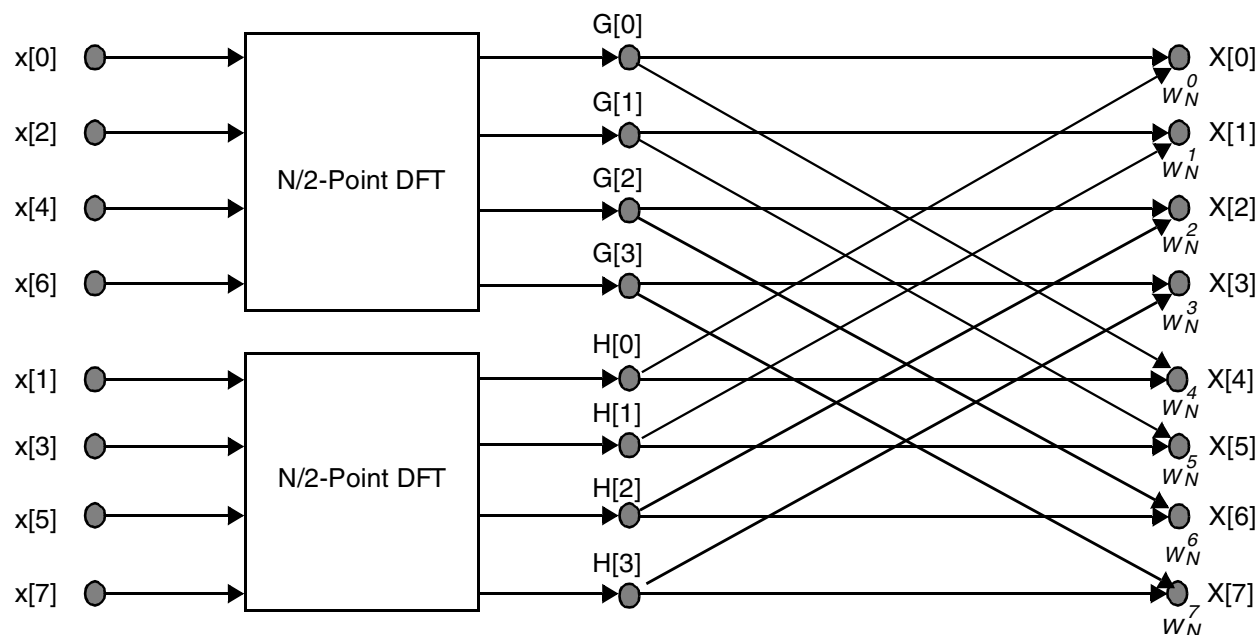 x[0]
x[2]
x[4]
x[6]
x[1]
x[3]
x[5]
x[7]
N/2-Point DFT
N/2-Point DFT
G[0]
G[1]
G[2]
G[3]
H[0]
H[1]
H[2]
H[3]
X[0]
W_N^0
X[1]
W_N^1
X[2]
W_N^2
X[3]
W_N^3
X[4]
W_N^4
X[5]
W_N^5
X[6]
W_N^6
X[7]
W_N^7